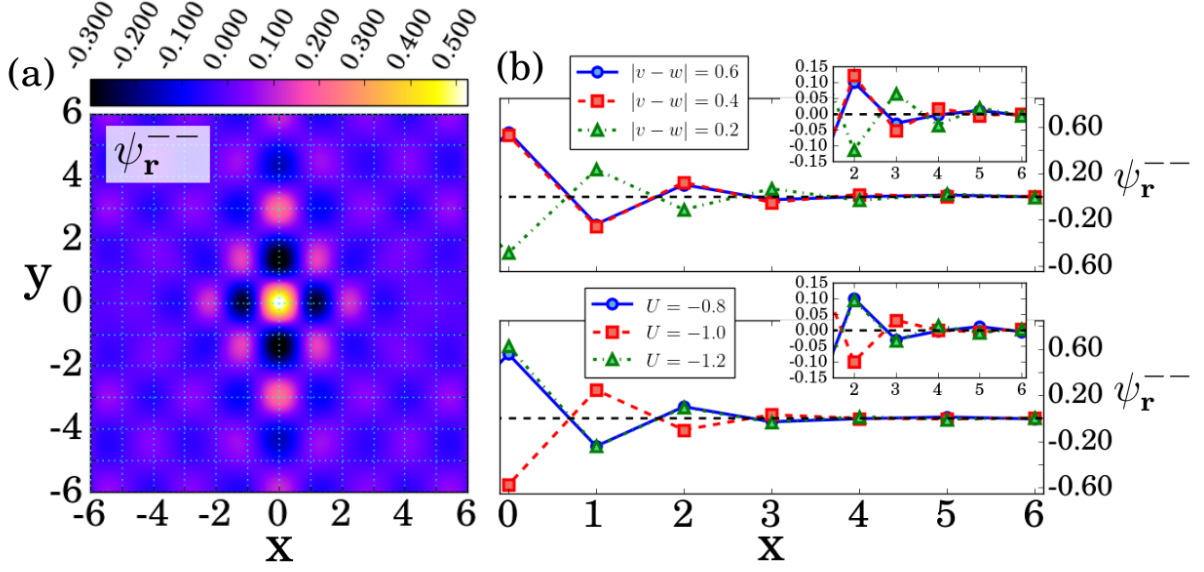 -0.300
-0.200
-0.100
0.000
0.100
0.200
0.300
0.400
0.500
(a)
ψ_r^{−−}
6
4
2
0
-2
-4
-6
y
-6
-4
-2
0
2
4
6
x
(b)
|v − w| = 0.6
|v − w| = 0.4
|v − w| = 0.2
0.15
0.10
0.05
0.00
-0.05
-0.10
-0.15
2 3 4 5 6
0.60
0.20
-0.20
-0.60
ψ_r^{−−}
U = −0.8
U = −1.0
U = −1.2
0.15
0.10
0.05
0.00
0.05
0.10
0.15
2 3 4 5 6
0.60
0.20
-0.20
-0.60
ψ_r^{−−}
0 1 2 3 4 5 6
x